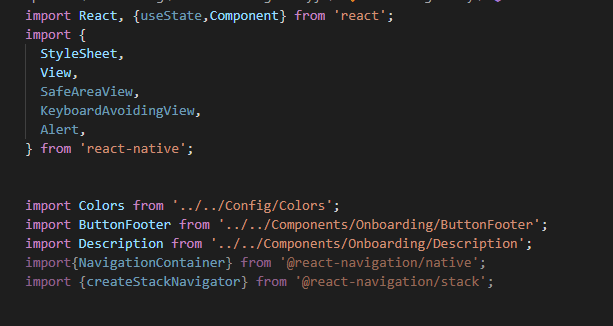 import React, {useState,Component} from 'react';
import {
StyleSheet,
View,
SafeAreaView,
KeyboardAvoidingView,
Alert,
} from 'react-native';
import Colors from '../../Config/Colors';
import ButtonFooter from '../../Components/Onboarding/ButtonFooter';
import Description from '../../Components/Onboarding/Description';
import{NavigationContainer} from '@react-navigation/native';
import {createStackNavigator} from '@react-navigation/stack';